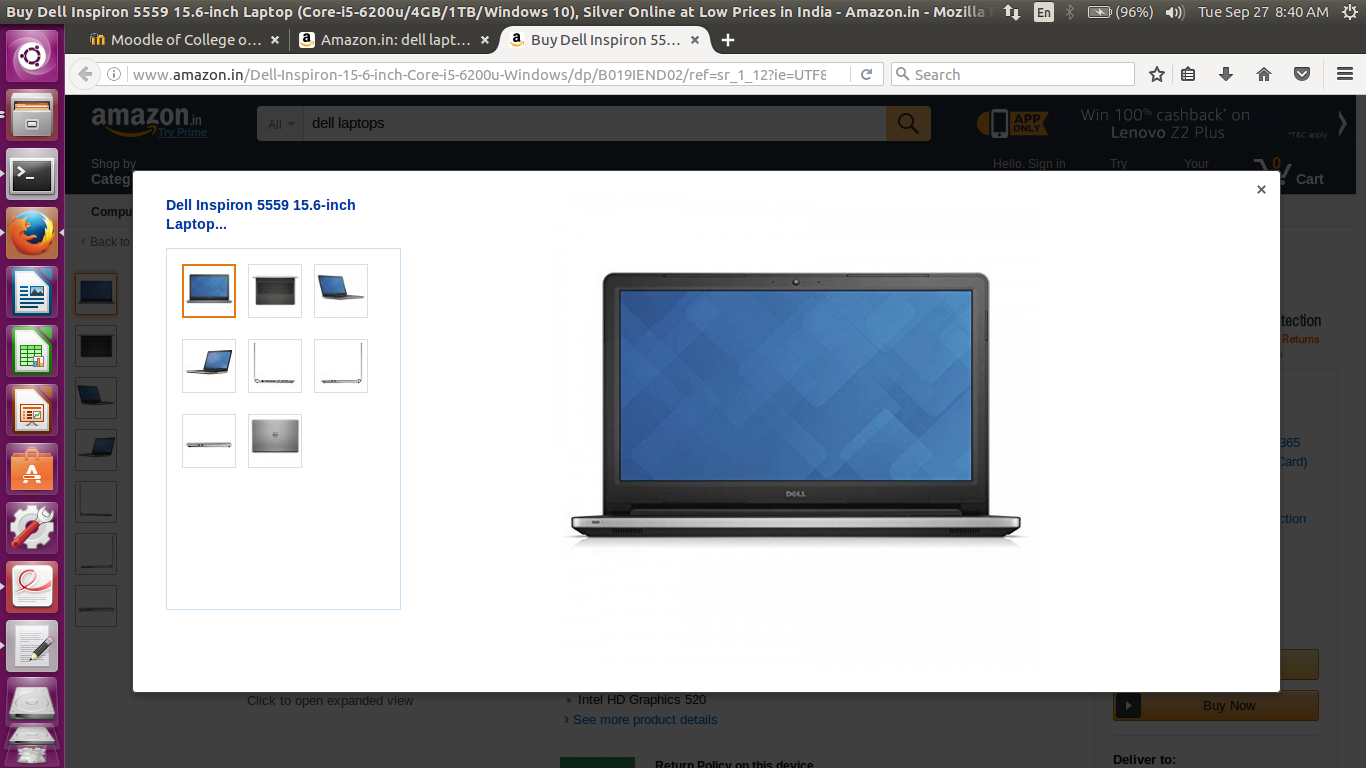 Buy Dell Inspiron 5559 15.6-inch Laptop (Core-i5-6200u/4GB/1TB/Windows 10), Silver Online at Low Prices in India - Amazon.in - Mozilla
En (96%) Tue Sep 27 8:40 AM
Moodle of College o... × Amazon.in: dell lapt... × Buy Dell Inspiron 55... ×
www.amazon.in/Dell-Inspiron-15-6-inch-Core-i5-6200u-Windows/dp/B019IEND02/ref=sr_1_12?ie=UTF8
Search
amazon.in
Try Prime
All
dell laptops
APP ONLY
Win 100% cashback* on
Lenovo Z2 Plus
*T&C apply
Shop by
Categ
Hello. Sign in
Try
Your
0
Cart
Compu
‹ Back to
×
Dell Inspiron 5559 15.6-inch
Laptop...
DELL
tection
Returns
365
Card)
ction
Click to open expanded view
Intel HD Graphics 520
› See more product details
Buy Now
Return Policy on this device
Deliver to: